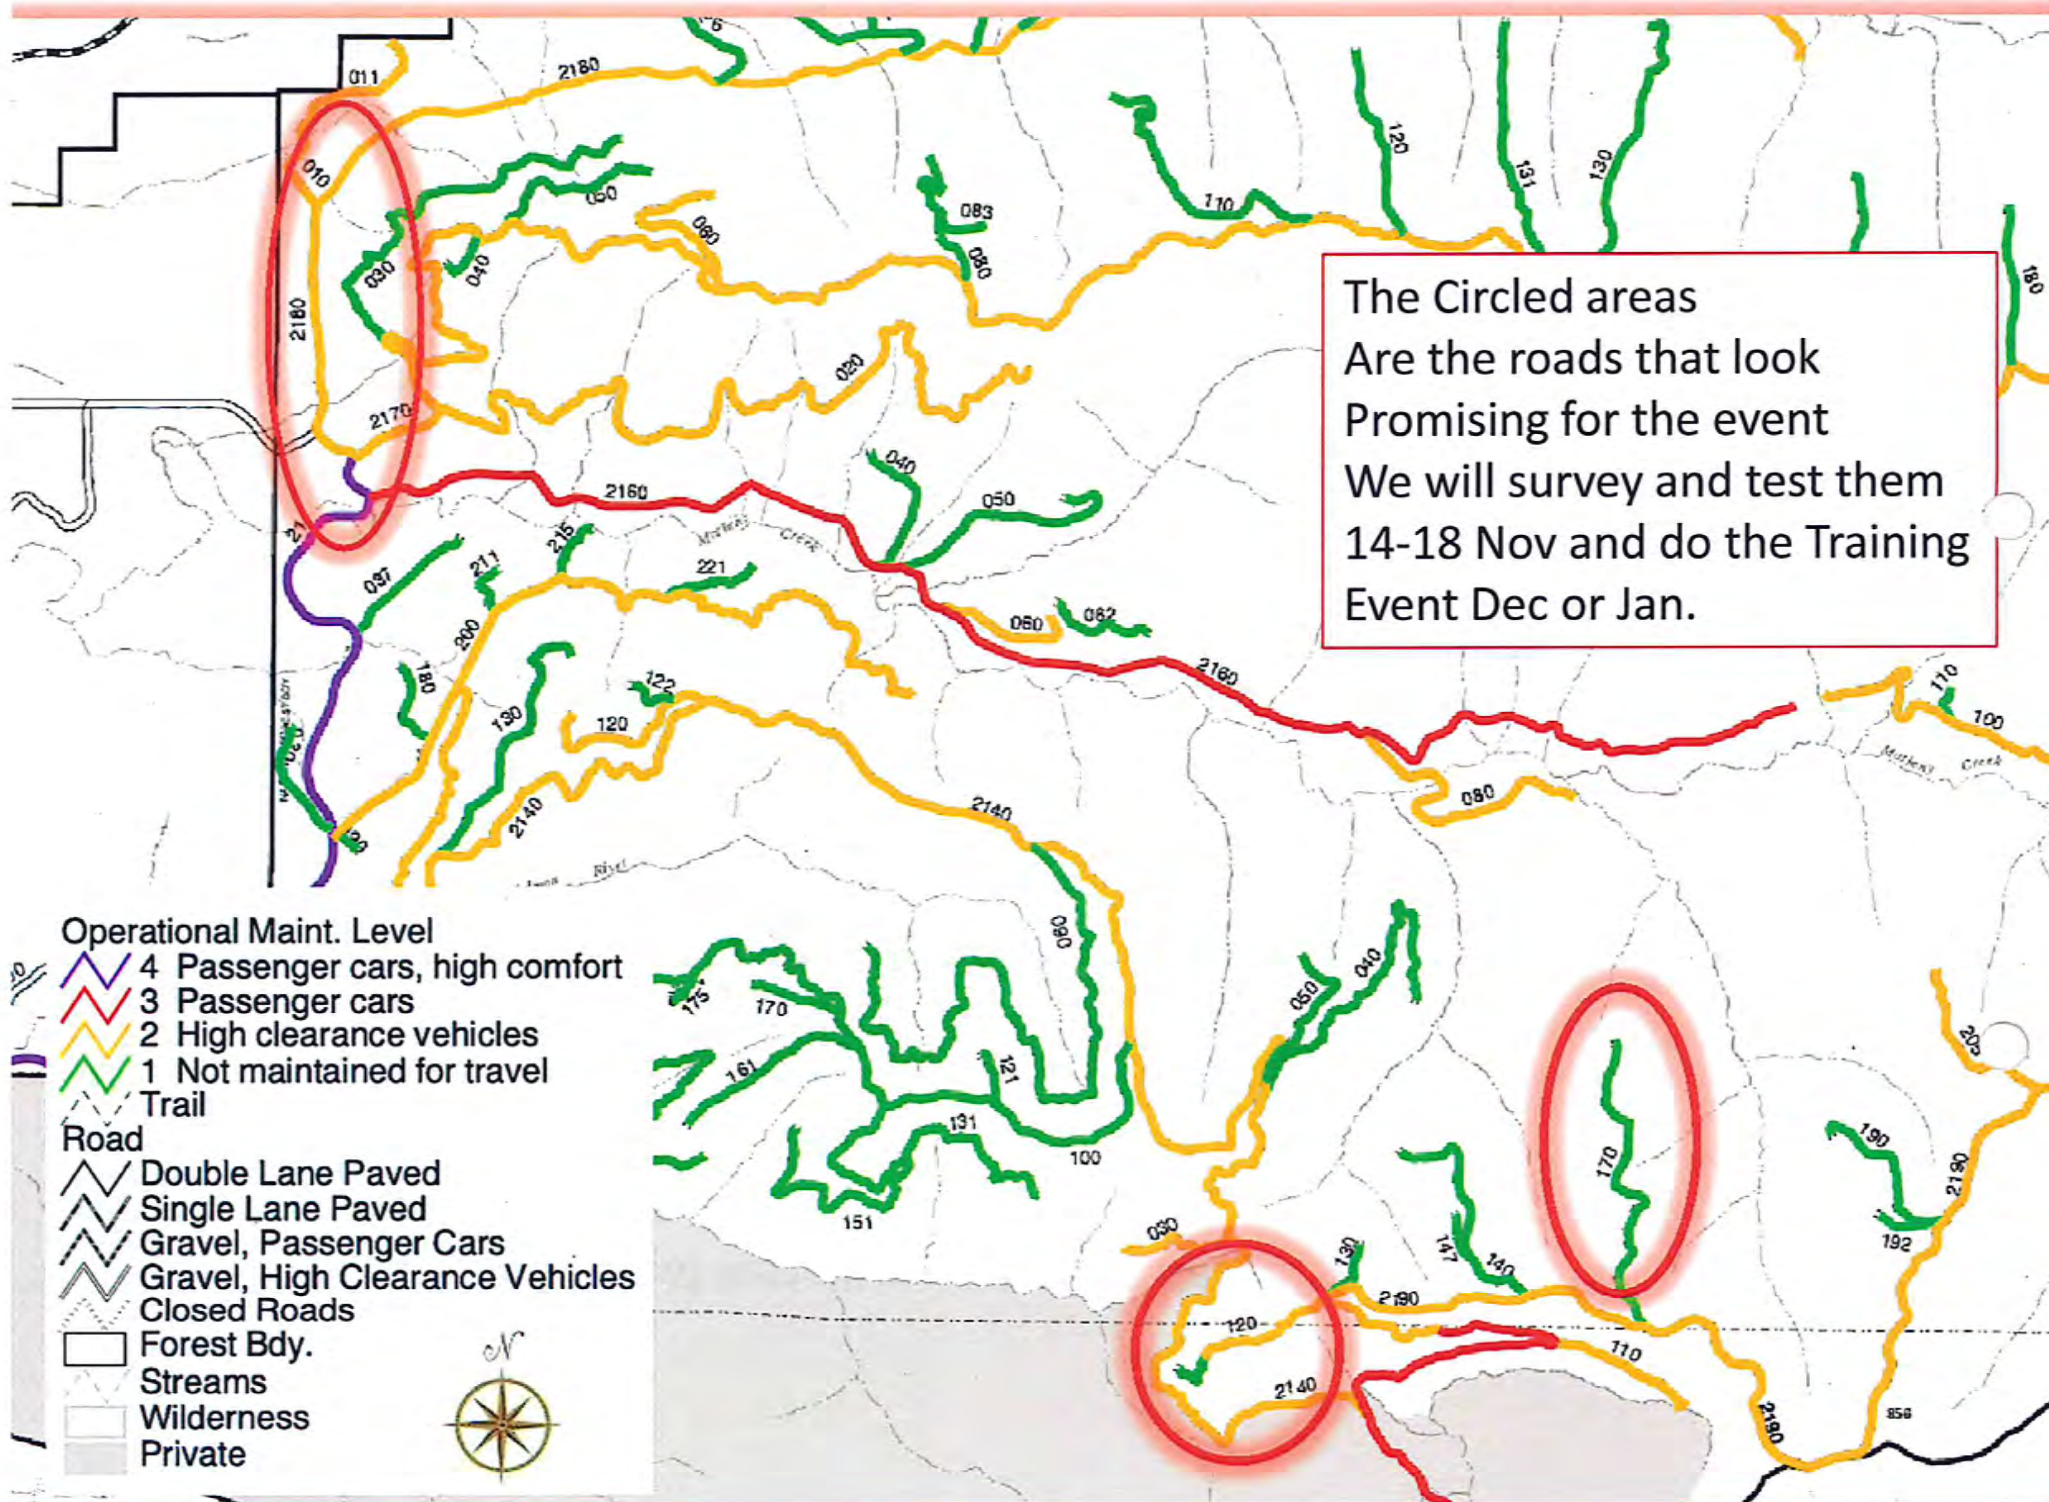 011
2180
010
050
060
083
080
110
120
131
130
180
030
040
2180
2170
020
The Circled areas
Are the roads that look
Promising for the event
We will survey and test them
14-18 Nov and do the Training
Event Dec or Jan.
21
2160
040
050
Creek
037
211
215
221
200
060
062
2160
180
130
122
120
110
100
Creek
2140
2140
080
River
090
Operational Maint. Level
4 Passenger cars, high comfort
3 Passenger cars
2 High clearance vehicles
1 Not maintained for travel
Trail
Road
Double Lane Paved
Single Lane Paved
Gravel, Passenger Cars
Gravel, High Clearance Vehicles
Closed Roads
Forest Bdy.
Streams
Wilderness
Private
N
175
170
161
121
131
100
151
050
040
170
205
190
2190
192
030
130
147
140
2190
120
110
2140
2190